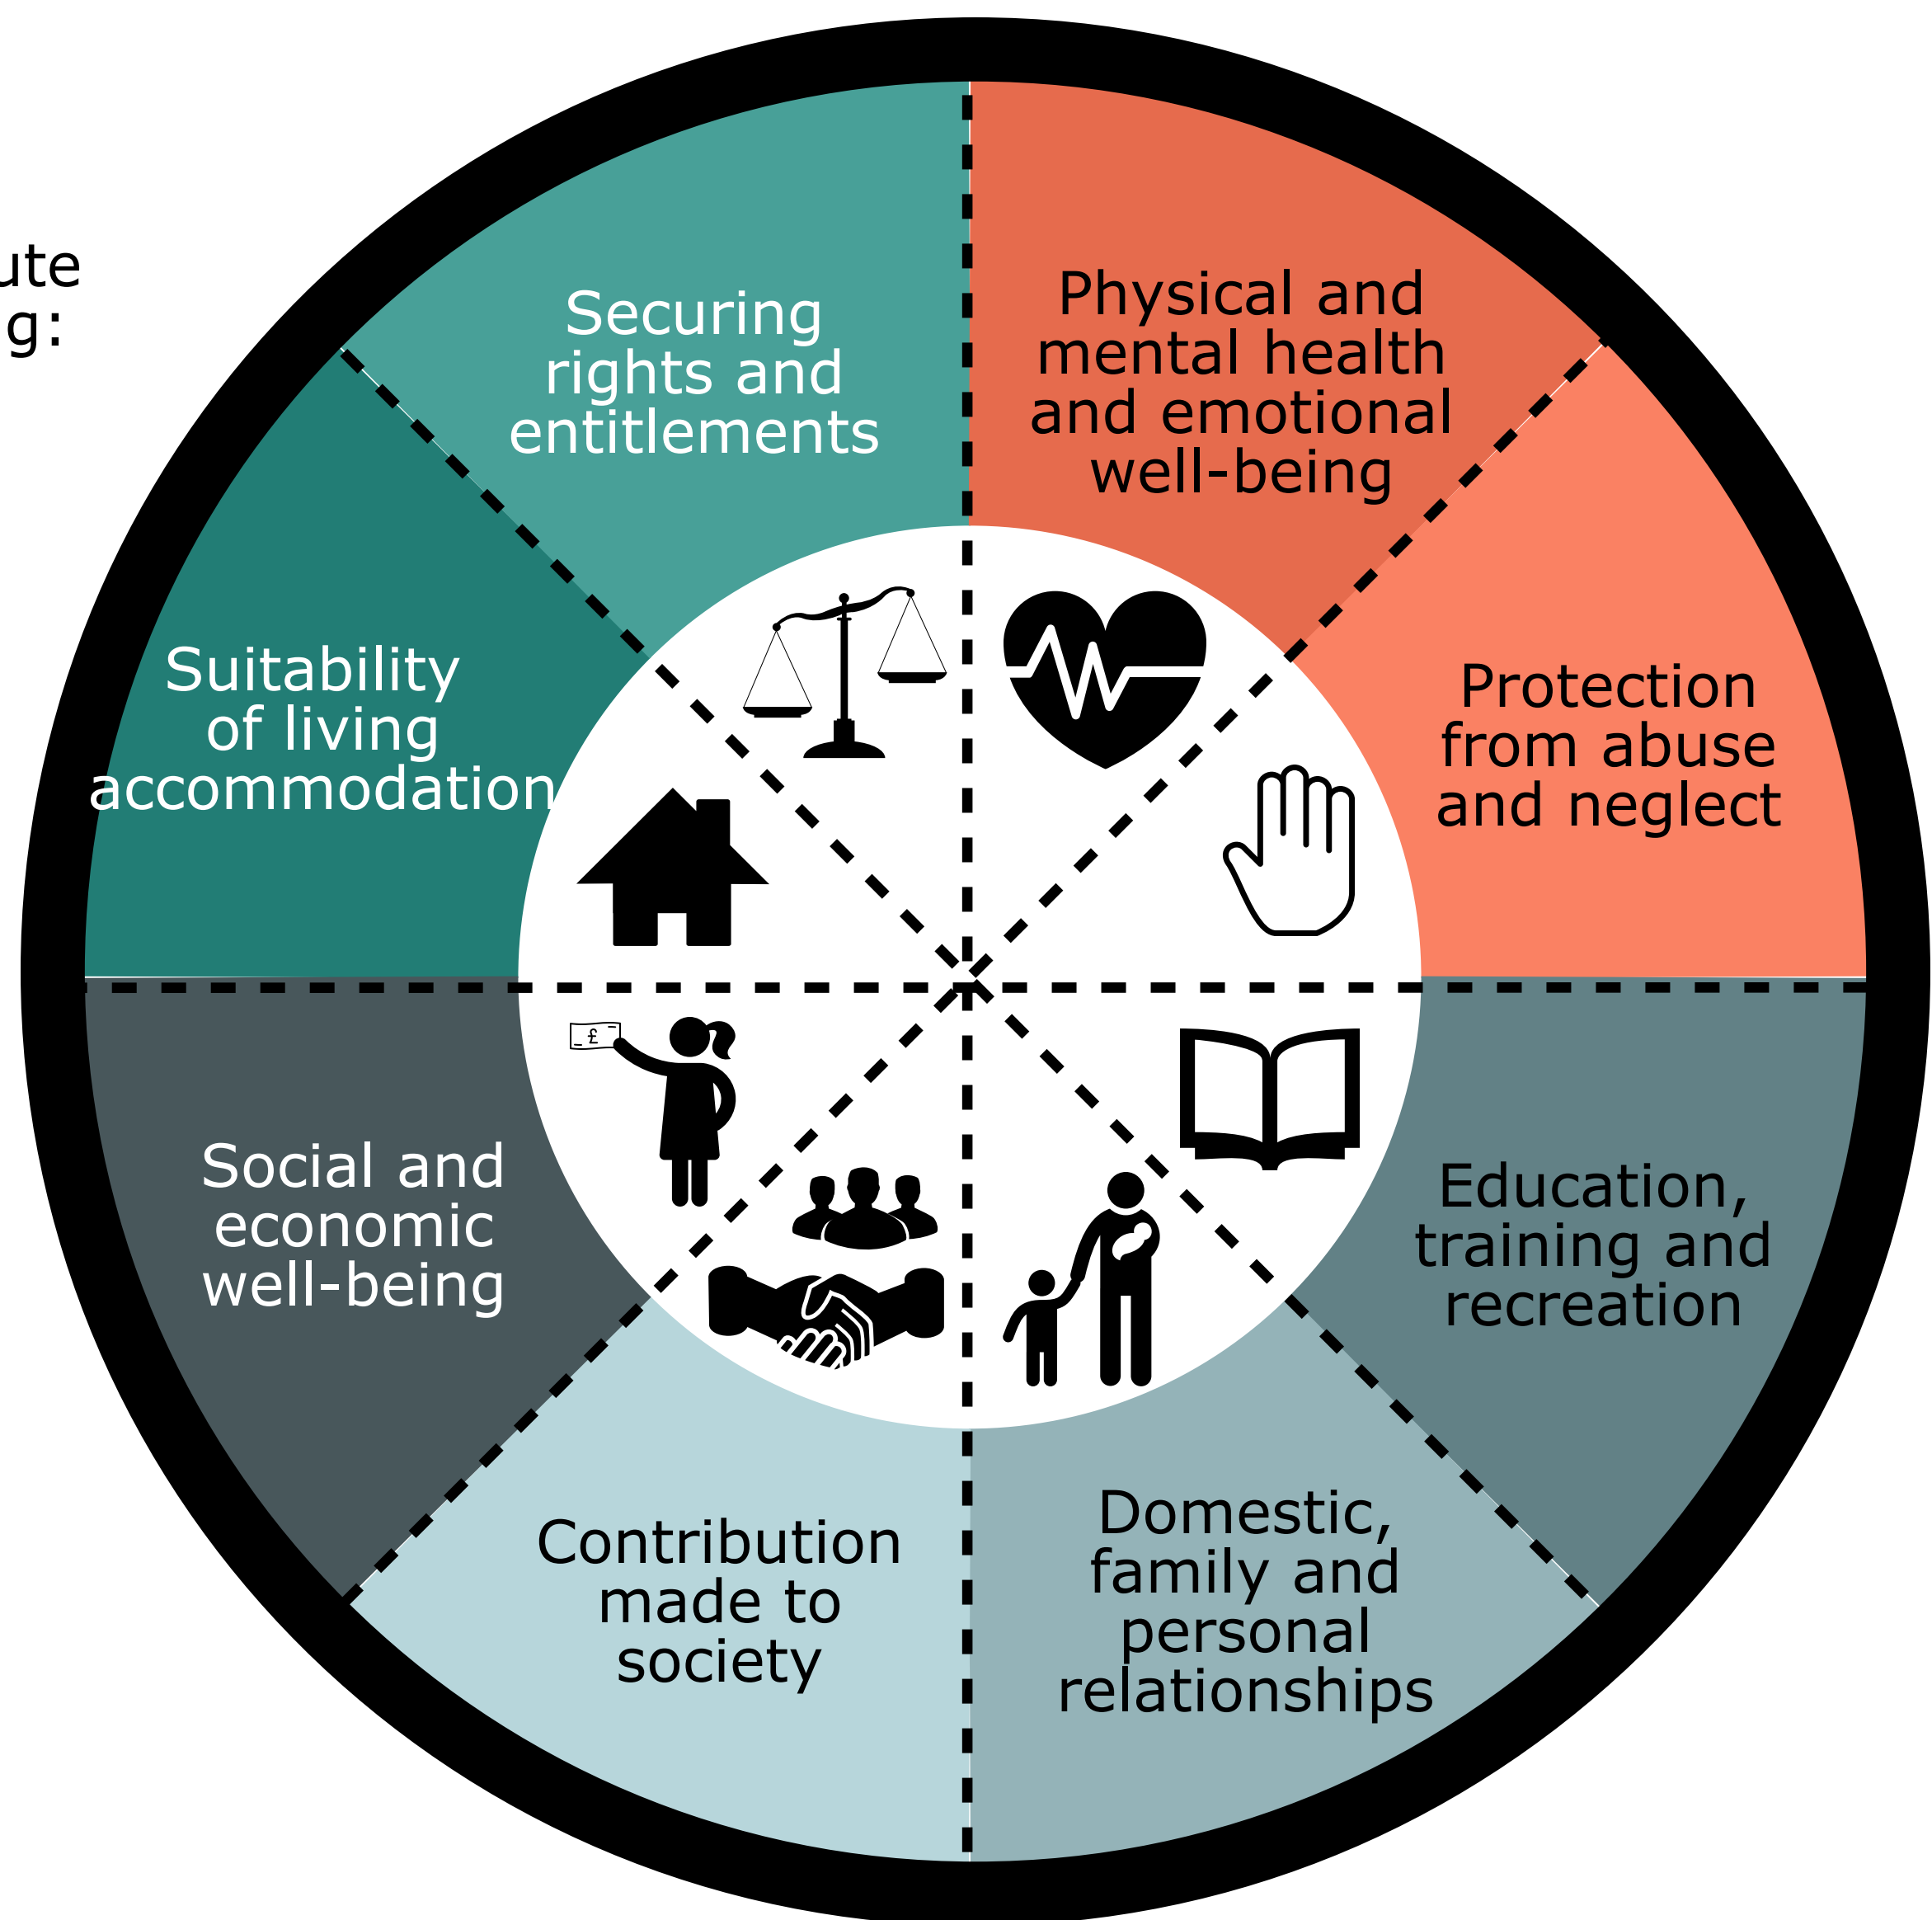 ute
g:
Securing
rights and
entitlements
Physical and
mental health
and emotional
well-being
Suitability
of living
accommodation
Protection
from abuse
and neglect
£
Social and
economic
well-being
Education,
training and
recreation
Contribution
made to
society
Domestic,
family and
personal
relationships